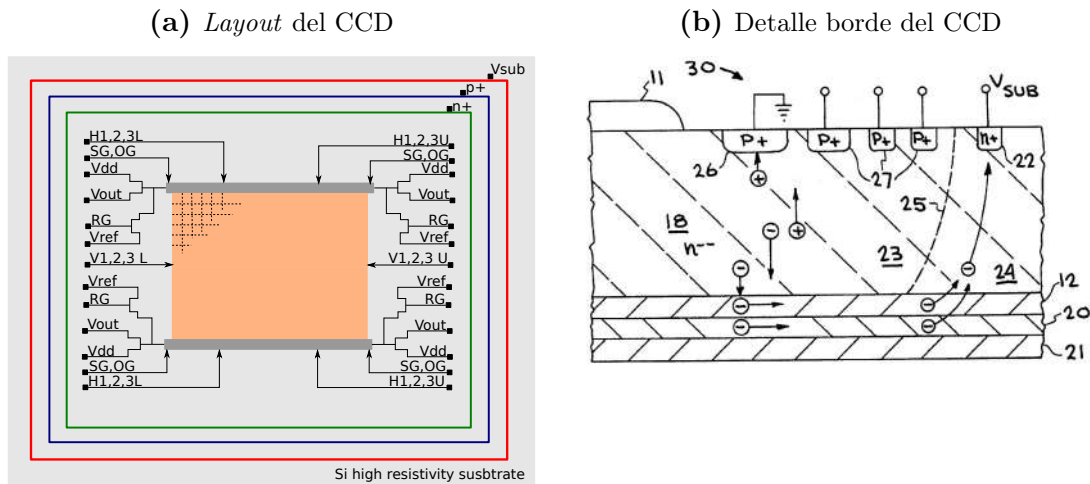 (a) Layout del CCD
(b) Detalle borde del CCD
Vsub
p+
n+
H1,2,3L
SG,OG
Vdd
Vout
RG
Vref
V1,2,3 L
Vref
RG
Vout
Vdd
SG,OG
H1,2,3L
H1,2,3U
SG,OG
Vdd
Vout
RG
Vref
V1,2,3 U
Vref
RG
Vout
Vdd
SG,OG
H1,2,3U
Si high resistivity susbtrate
30
11
VSUB
P+ P+ P+ P+ n+
26
27
22
25
18
n--
23
24
12
20
21